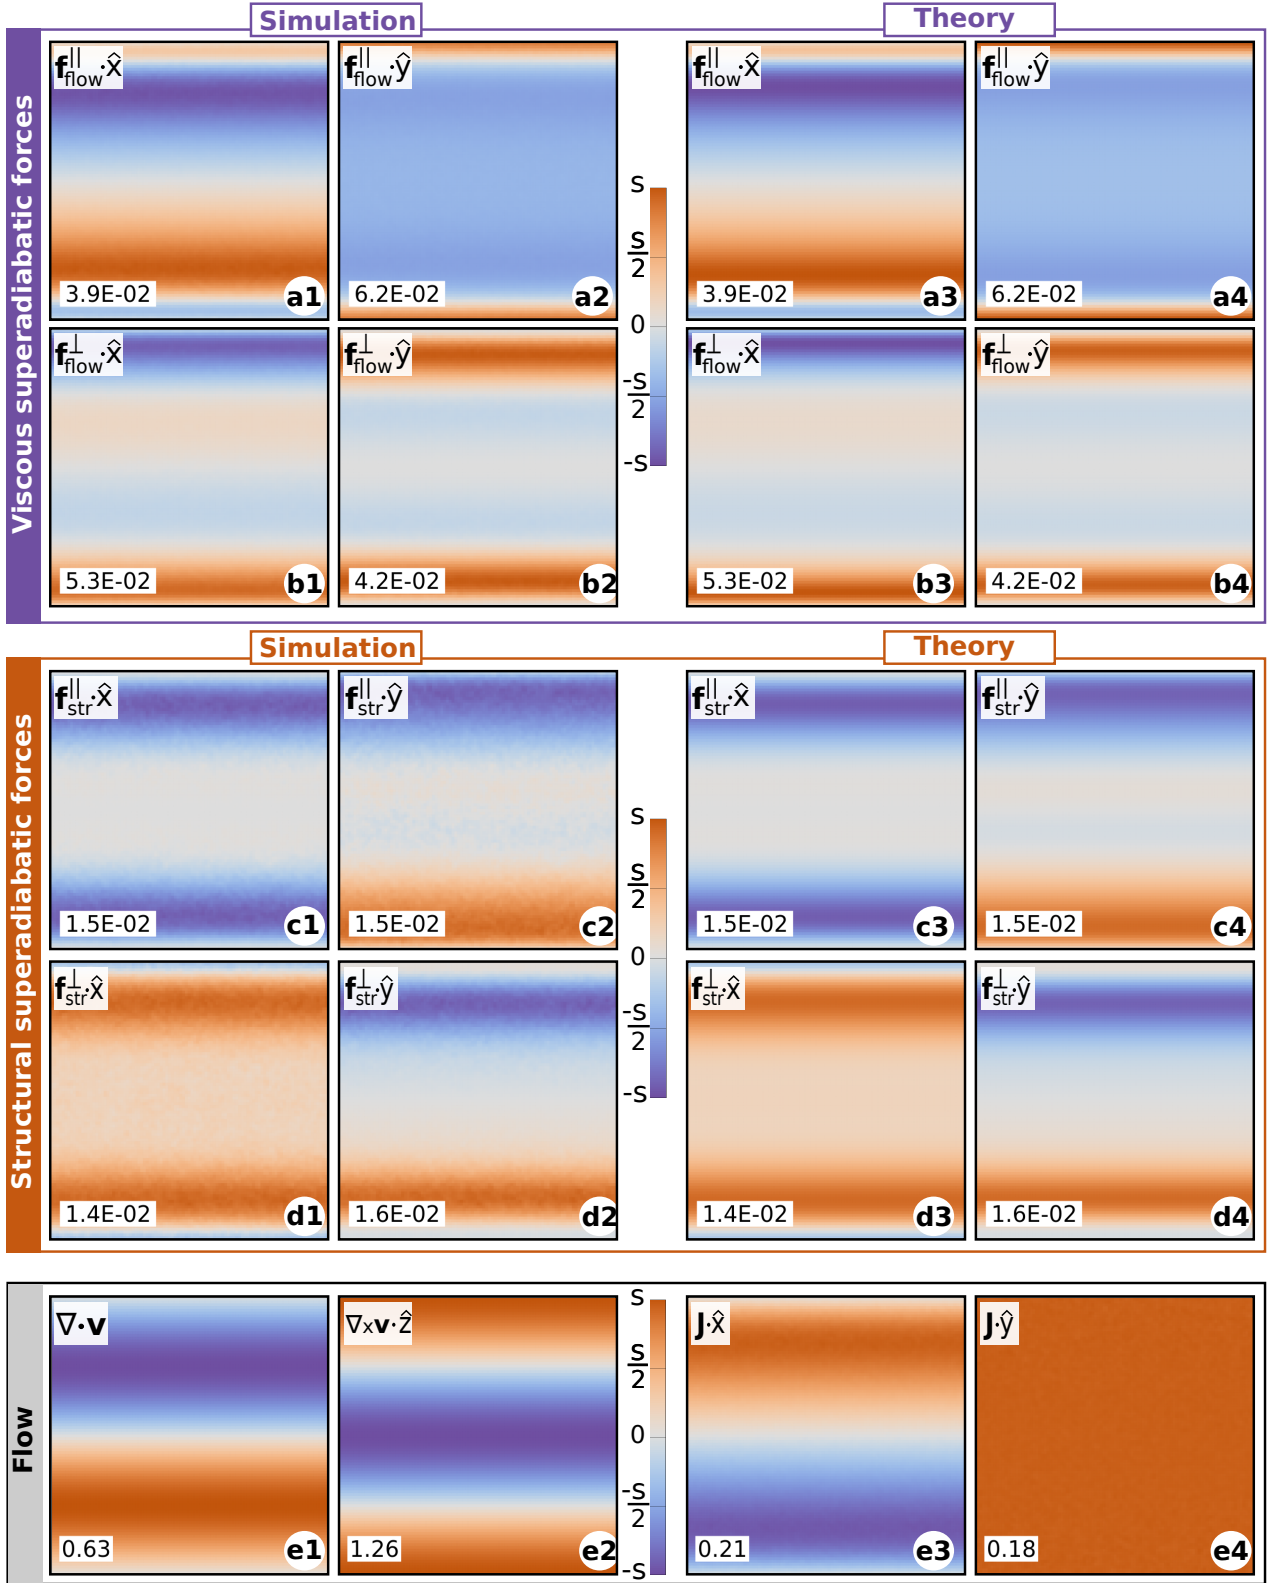 Simulation
Theory
Viscous superadiabatic forces
f∥flow·x̂
f∥flow·ŷ
f∥flow·x̂
f∥flow·ŷ
3.9E-02
a1
6.2E-02
a2
3.9E-02
a3
6.2E-02
a4
S
S/2
0
-S/2
-S
f⊥flow·x̂
f⊥flow·ŷ
f⊥flow·x̂
f⊥flow·ŷ
5.3E-02
b1
4.2E-02
b2
5.3E-02
b3
4.2E-02
b4
Simulation
Theory
Structural superadiabatic forces
f∥str·x̂
f∥str·ŷ
f∥str·x̂
f∥str·ŷ
1.5E-02
c1
1.5E-02
c2
1.5E-02
c3
1.5E-02
c4
S
S/2
0
-S/2
-S
f⊥str·x̂
f⊥str·ŷ
f⊥str·x̂
f⊥str·ŷ
1.4E-02
d1
1.6E-02
d2
1.4E-02
d3
1.6E-02
d4
Flow
∇·v
∇×v·ẑ
J·x̂
J·ŷ
S
S/2
0
-S/2
-S
0.63
e1
1.26
e2
0.21
e3
0.18
e4